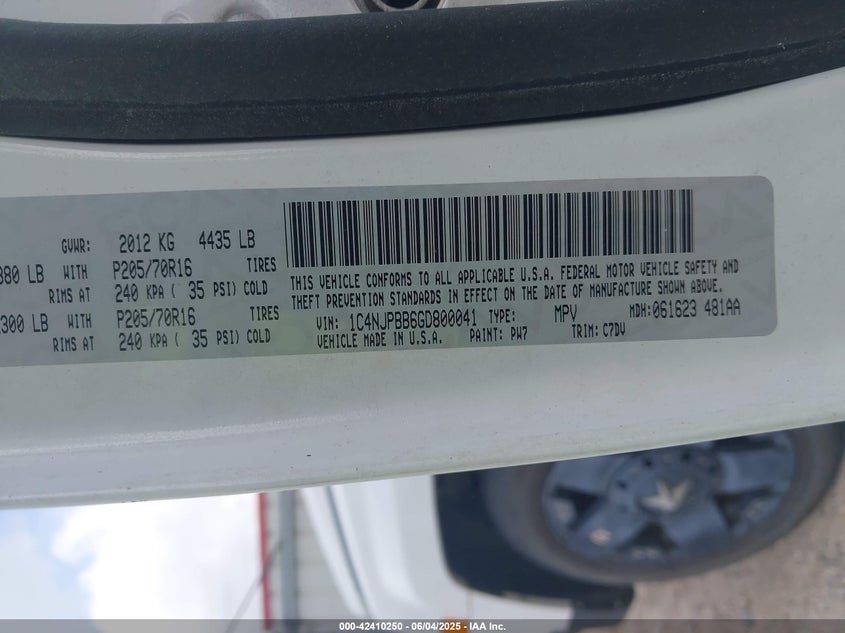 GVWR: 2012 KG 4435 LB
LB WITH P205/70R16 TIRES
RIMS AT 240 KPA ( 35 PSI) COLD
300 LB WITH P205/70R16 TIRES
RIMS AT 240 KPA ( 35 PSI) COLD
THIS VEHICLE CONFORMS TO ALL APPLICABLE U.S.A. FEDERAL MOTOR VEHICLE SAFETY AND
THEFT PREVENTION STANDARDS IN EFFECT ON THE DATE OF MANUFACTURE SHOWN ABOVE.
VIN: 1C4NJPBB6GD800041 TYPE: MPV MDH: 061623 481AA
VEHICLE MADE IN U.S.A. PAINT: PW7 TRIM: C7DV
000-42410250 - 06/04/2025 - IAA Inc.